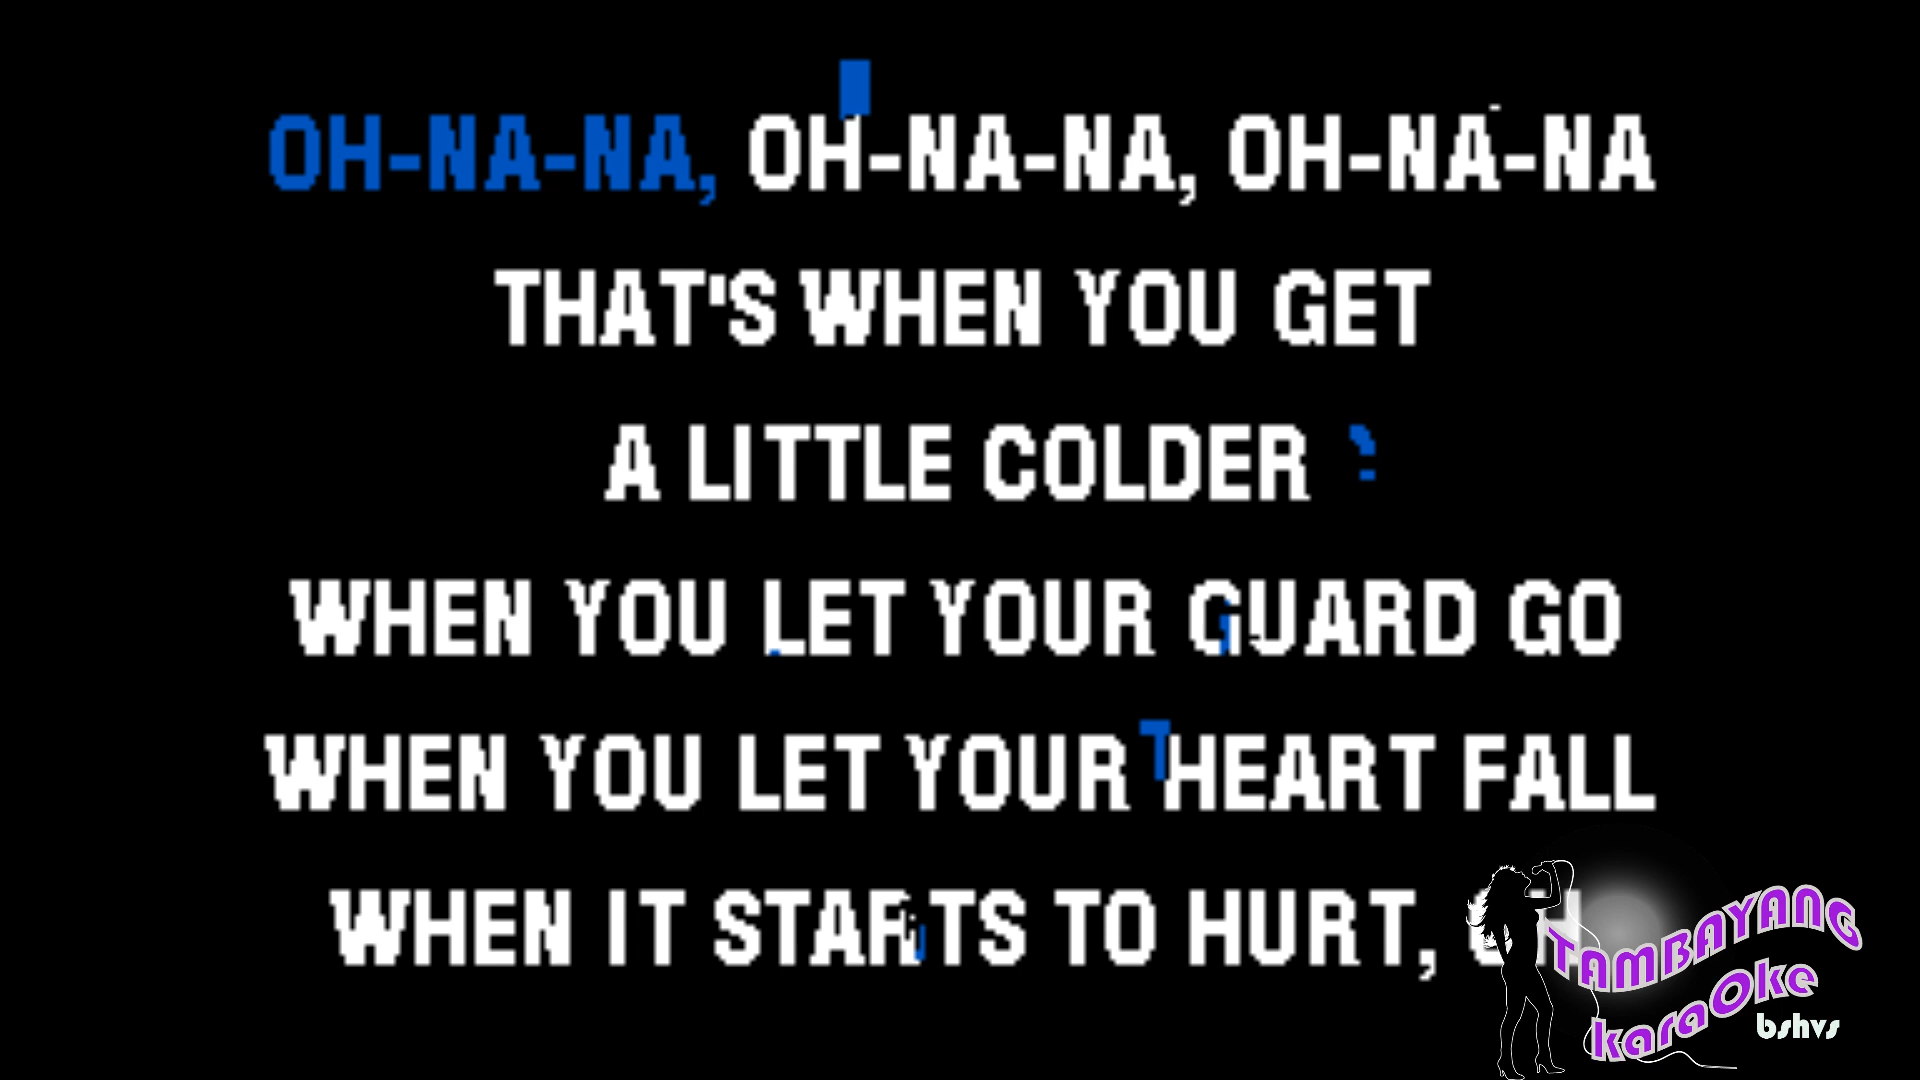 OH-NA-NA, OH-NA-NA, OH-NA-NA
THAT'S WHEN YOU GET
A LITTLE COLDER
WHEN YOU LET YOUR GUARD GO
WHEN YOU LET YOUR HEART FALL
WHEN IT STARTS TO HURT, OH
TAMBAYANG
karaOke
bshvs